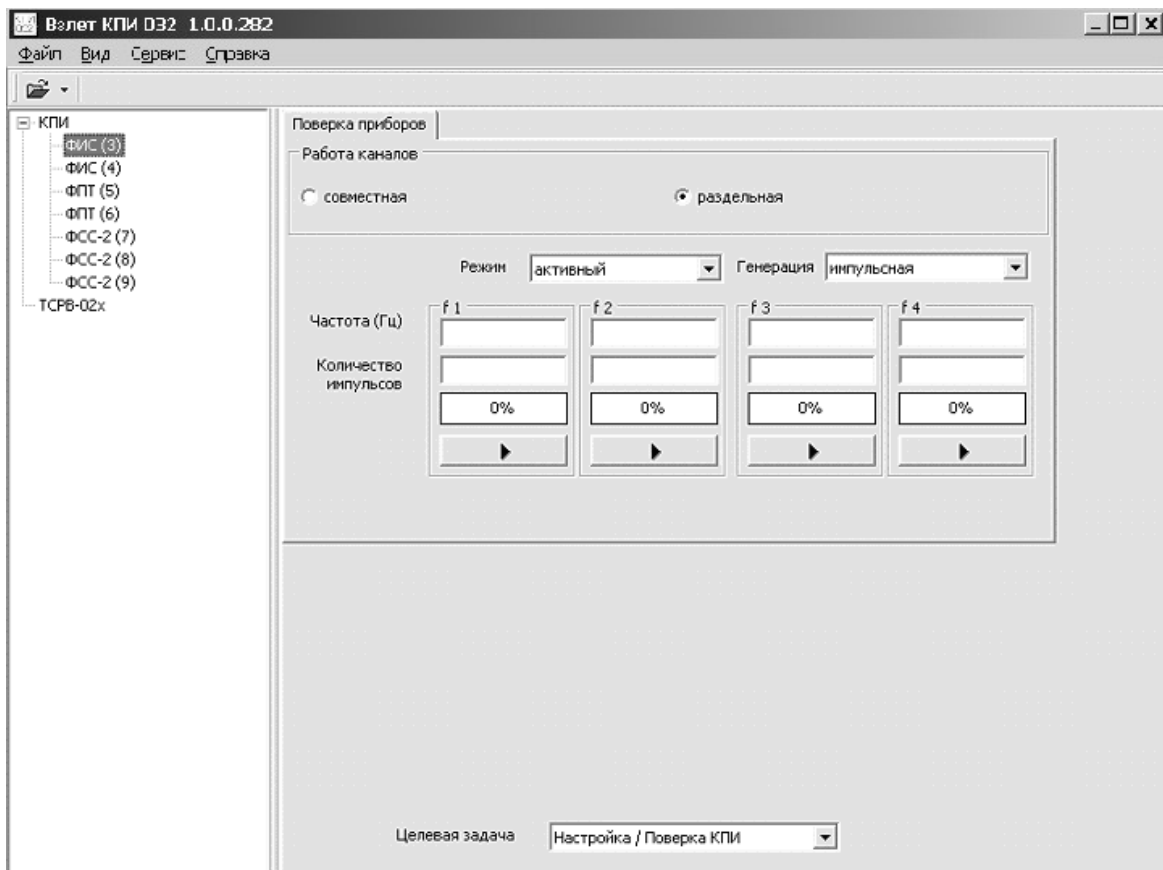 Взлет КПИ D32 1.0.0.282
Файл Вид Сервис Справка
КПИ
ФИС (3)
ФИС (4)
ФПТ (5)
ФПТ (6)
ФСС-2 (7)
ФСС-2 (8)
ФСС-2 (9)
ТСРВ-02х
Поверка приборов
Работа каналов
совместная раздельная
Режим активный Генерация импульсная
f 1 f 2 f 3 f 4
Частота (Гц)
Количество
импульсов
0% 0% 0% 0%
Целевая задача Настройка / Поверка КПИ